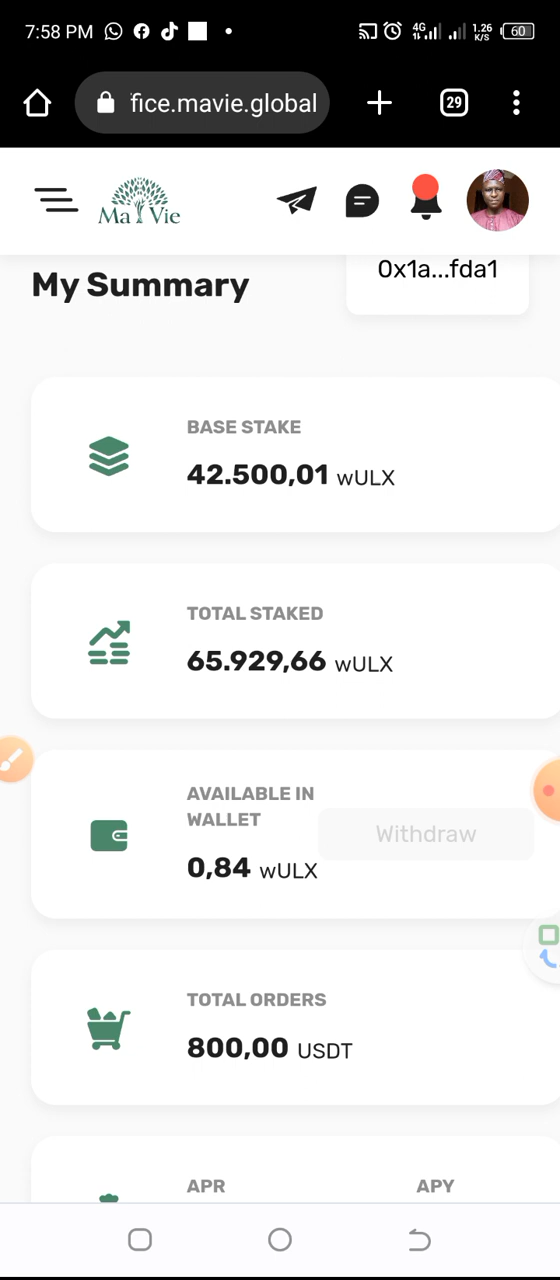 7:58 PM
4G
1.26
K/S
60
fice.mavie.global
29
Ma Vie
My Summary
0x1a...fda1
BASE STAKE
42.500,01 wULX
TOTAL STAKED
65.929,66 wULX
AVAILABLE IN
WALLET
Withdraw
0,84 wULX
TOTAL ORDERS
800,00 USDT
APR APY